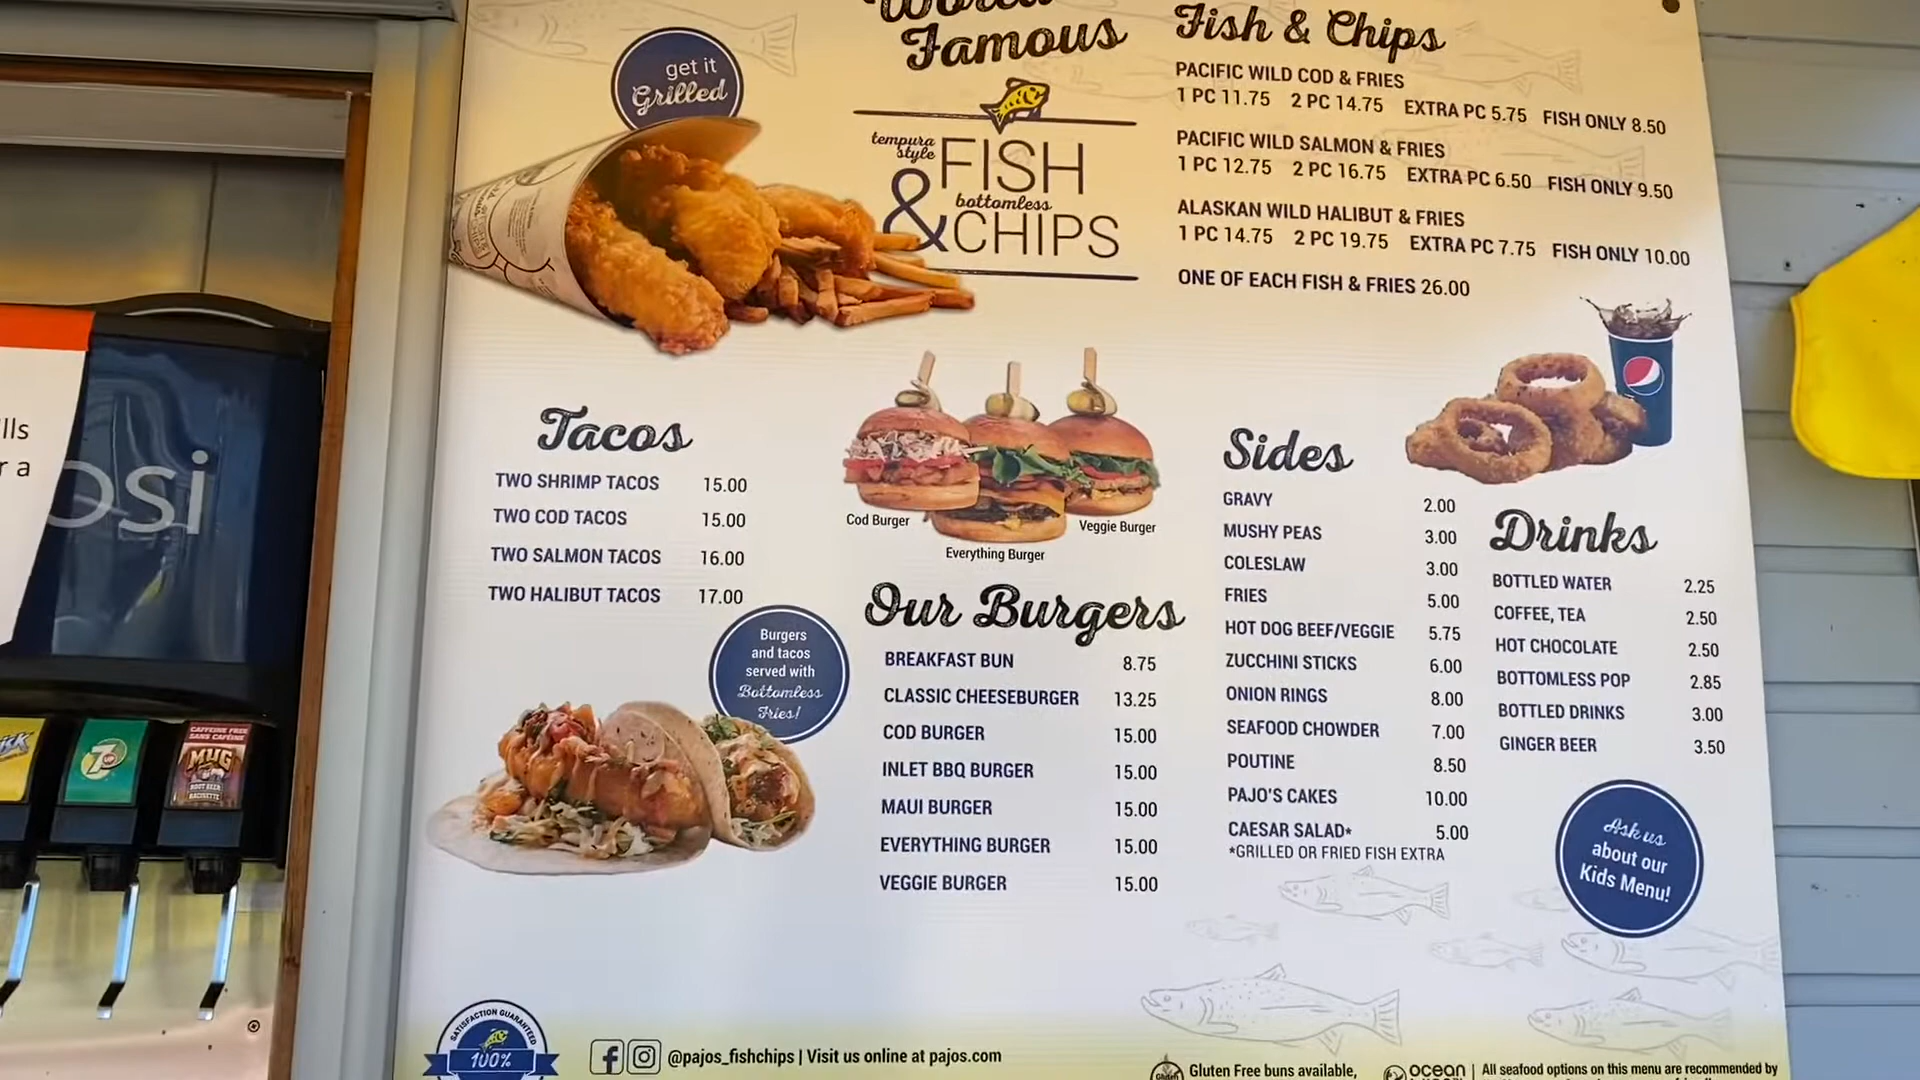 World
Famous
get it
Grilled
tempura
style
FISH
&
bottomless
CHIPS
Fish & Chips
PACIFIC WILD COD & FRIES
1 PC 11.75 2 PC 14.75 EXTRA PC 5.75 FISH ONLY 8.50
PACIFIC WILD SALMON & FRIES
1 PC 12.75 2 PC 16.75 EXTRA PC 6.50 FISH ONLY 9.50
ALASKAN WILD HALIBUT & FRIES
1 PC 14.75 2 PC 19.75 EXTRA PC 7.75 FISH ONLY 10.00
ONE OF EACH FISH & FRIES 26.00
Tacos
TWO SHRIMP TACOS 15.00
TWO COD TACOS 15.00
TWO SALMON TACOS 16.00
TWO HALIBUT TACOS 17.00
Burgers
and tacos
served with
Bottomless
Fries!
Cod Burger
Everything Burger
Veggie Burger
Our Burgers
BREAKFAST BUN 8.75
CLASSIC CHEESEBURGER 13.25
COD BURGER 15.00
INLET BBQ BURGER 15.00
MAUI BURGER 15.00
EVERYTHING BURGER 15.00
VEGGIE BURGER 15.00
Sides
GRAVY 2.00
MUSHY PEAS 3.00
COLESLAW 3.00
FRIES 5.00
HOT DOG BEEF/VEGGIE 5.75
ZUCCHINI STICKS 6.00
ONION RINGS 8.00
SEAFOOD CHOWDER 7.00
POUTINE 8.50
PAJO'S CAKES 10.00
CAESAR SALAD* 5.00
*GRILLED OR FRIED FISH EXTRA
Drinks
BOTTLED WATER 2.25
COFFEE, TEA 2.50
HOT CHOCOLATE 2.50
BOTTOMLESS POP 2.85
BOTTLED DRINKS 3.00
GINGER BEER 3.50
Ask us
about our
Kids Menu!
SATISFACTION GUARANTEED
100%
@pajos_fishchips | Visit us online at pajos.com
Gluten Free buns available,
ocean
All seafood options on this menu are recommended by
lls
r a
osi
7UP
CAFFEINE FREE
SANS CAFÉINE
MUG
ROOT BEER
RACINETTE